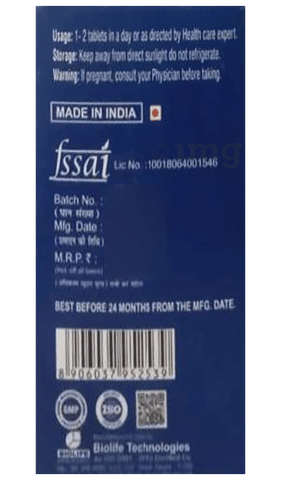 Usage: 1- 2 tablets in a day or as directed by Health care expert.
Storage: Keep away from direct sunlight do not refrigerate.
Warning: If pregnant, consult your Physician before taking.
MADE IN INDIA
fssai Lic No. :10018064001546
1mg
Batch No. :
Mfg. Date :
M.R.P. ₹ :
BEST BEFORE 24 MONTHS FROM THE MFG. DATE.
8 906037 952539
GMP ISO
BIOLIFE Biolife Technologies